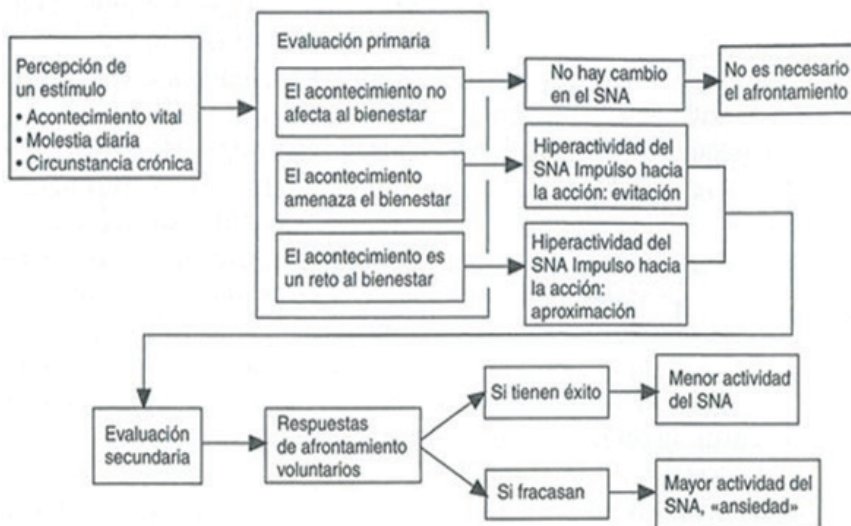 Percepción de
un estímulo
• Acontecimiento vital
• Molestia diaria
• Circunstancia crónica
Evaluación primaria
El acontecimiento no
afecta al bienestar
No hay cambio
en el SNA
No es necesario
el afrontamiento
El acontecimiento
amenaza el bienestar
Hiperactividad del
SNA Impúlso hacia
la acción: evitación
El acontecimiento es
un reto al bienestar
Hiperactividad del
SNA Impulso hacia
la acción:
aproximación
Evaluación
secundaria
Respuestas
de afrontamiento
voluntarios
Si tienen éxito
Menor actividad
del SNA
Si fracasan
Mayor actividad del
SNA, «ansiedad»